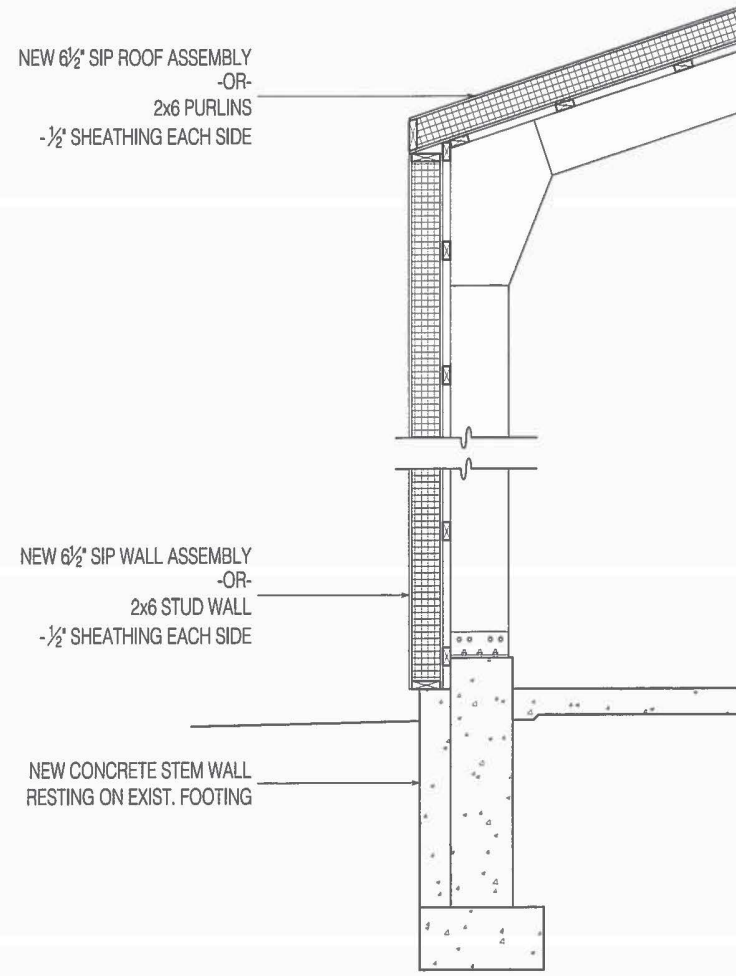 NEW 6½" SIP ROOF ASSEMBLY
-OR-
2x6 PURLINS
- ½" SHEATHING EACH SIDE
NEW 6½" SIP WALL ASSEMBLY
-OR-
2x6 STUD WALL
- ½" SHEATHING EACH SIDE
NEW CONCRETE STEM WALL
RESTING ON EXIST. FOOTING